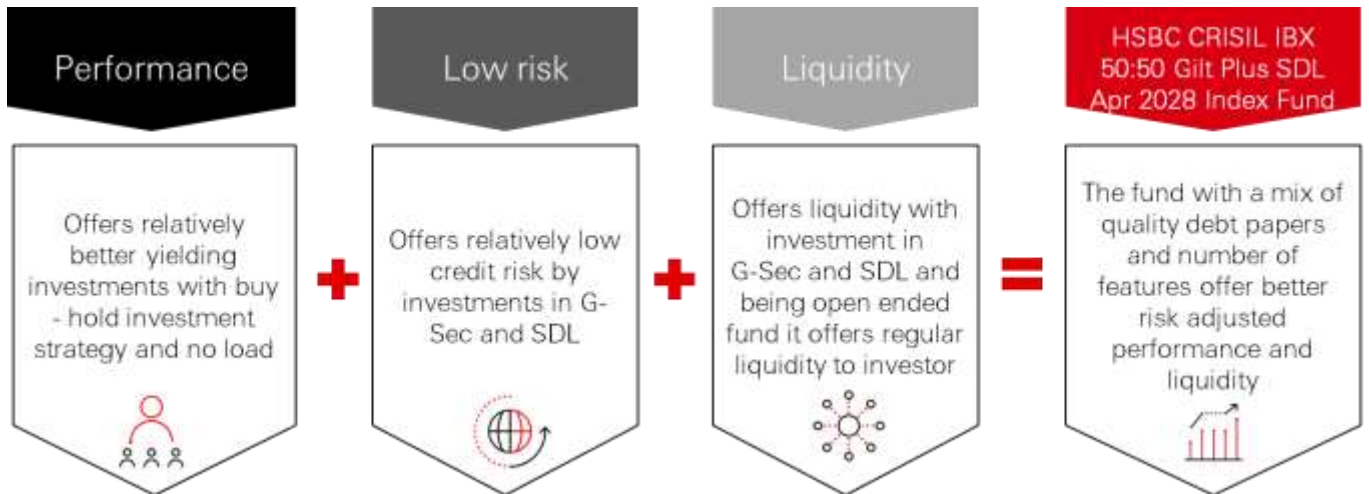 Performance
Offers relatively
better yielding
investments with buy
- hold investment
strategy and no load
Low risk
Offers relatively low
credit risk by
investments in G-
Sec and SDL
Liquidity
Offers liquidity with
investment in
G-Sec and SDL and
being open ended
fund it offers regular
liquidity to investor
HSBC CRISIL IBX
50:50 Gilt Plus SDL
Apr 2028 Index Fund
The fund with a mix of
quality debt papers
and number of
features offer better
risk adjusted
performance and
liquidity